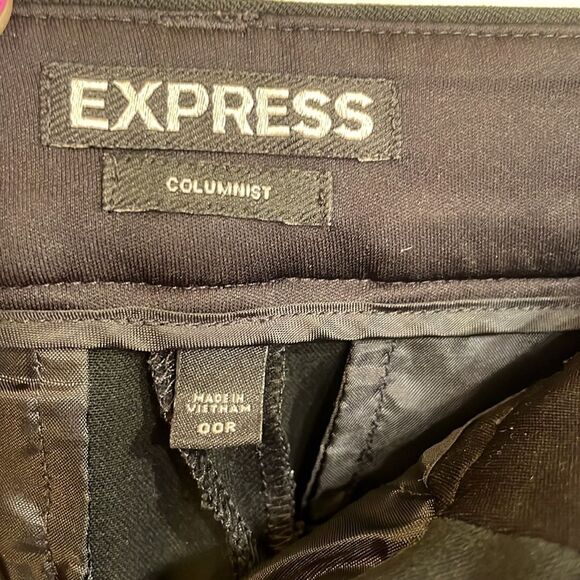 EXPRESS
COLUMNIST
MADE IN
VIETNAM
00R